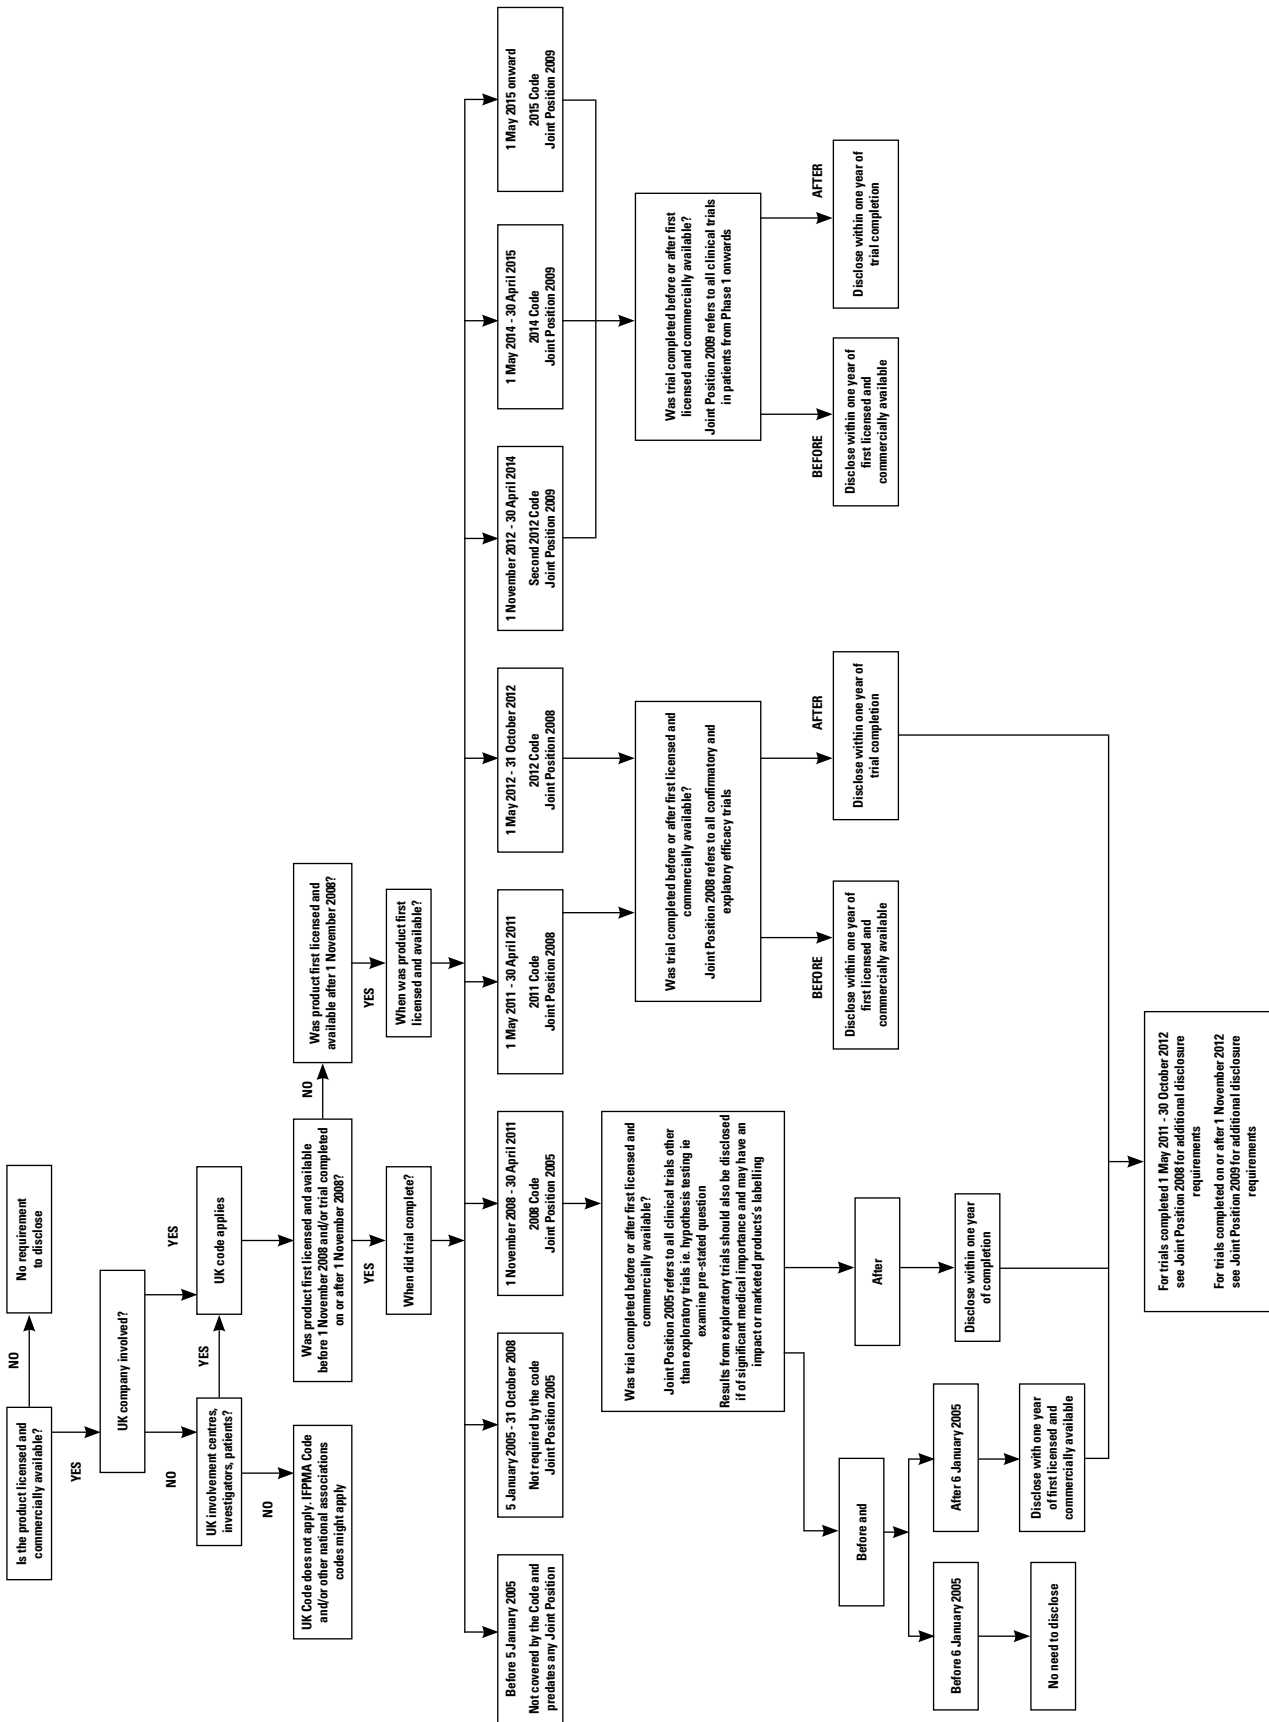 Is the product licensed and
commercially available?
NO
No requirement
to disclose
YES
UK company involved?
YES
NO
UK involvement centres,
investigators, patients?
YES
UK code applies
NO
UK Code does not apply. IFPMA Code
and/or other national associations
codes might apply
Was product first licensed and available
before 1 November 2008 and/or trial completed
on or after 1 November 2008?
NO
Was product first licensed and
available after 1 November 2008?
YES
When did trial complete?
YES
When was product first
licensed and available?
Before 5 January 2005
Not covered by the Code and
predates any Joint Position
5 January 2005 - 31 October 2008
Not required by the code
Joint Position 2005
1 November 2008 - 30 April 2011
2008 Code
Joint Position 2005
1 May 2011 - 30 April 2011
2011 Code
Joint Position 2008
1 May 2012 - 31 October 2012
2012 Code
Joint Position 2008
1 November 2012 - 30 April 2014
Second 2012 Code
Joint Position 2009
1 May 2014 - 30 April 2015
2014 Code
Joint Position 2009
1 May 2015 onward
2015 Code
Joint Position 2009
Was trial completed before or after first licensed and
commercially available?
Joint Position 2005 refers to all clinical trials other
than exploratory trials ie. hypothesis testing ie
examine pre-stated question
Results from exploratory trials should also be disclosed
if of significant medical importance and may have an
impact or marketed products's labelling
Was trial completed before or after first licensed and
commercially available?
Joint Position 2008 refers to all confirmatory and
explatory efficacy trials
Was trial completed before or after first
licensed and commercially available?
Joint Position 2009 refers to all clinical trials
in patients from Phase 1 onwards
Before and
After
BEFORE
AFTER
BEFORE
AFTER
Disclose within one year of
first licensed and
commercially available
Disclose within one year of
trial completion
Disclose within one year of
first licensed and
commercially available
Disclose within one year of
trial completion
Before 6 January 2005
After 6 January 2005
Disclose within one year
of completion
No need to disclose
Disclose with one year
of first licensed and
commercially available
For trials completed 1 May 2011 - 30 October 2012
see Joint Position 2008 for additional disclosure
requirements
For trials completed on or after 1 November 2012
see Joint Position 2009 for additional disclosure
requirements